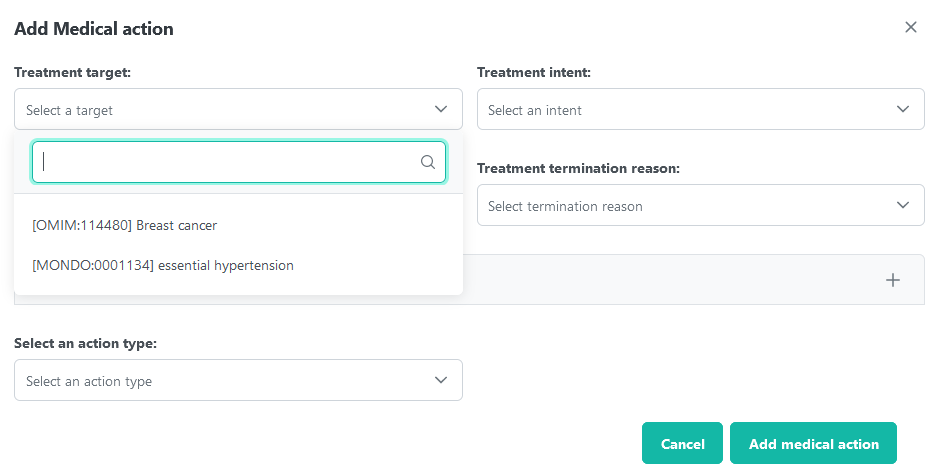 Add Medical action
Treatment target:
Treatment intent:
Select a target
Select an intent
Treatment termination reason:
Select termination reason
[OMIM:114480] Breast cancer
[MONDO:0001134] essential hypertension
Select an action type:
Select an action type
Cancel
Add medical action